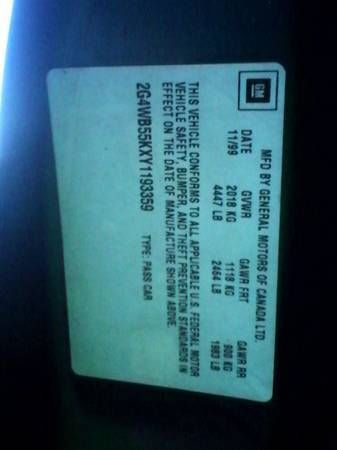 GM
MFD BY GENERAL MOTORS OF CANADA LTD.
DATE GVWR GAWR FRT GAWR RR
11/99 2018 KG 1118 KG 900 KG
4447 LB 2464 LB 1983 LB
THIS VEHICLE CONFORMS TO ALL APPLICABLE U.S. FEDERAL MOTOR
VEHICLE SAFETY, BUMPER, AND THEFT PREVENTION STANDARDS IN
EFFECT ON THE DATE OF MANUFACTURE SHOWN ABOVE.
2G4WB55KXY1193359 TYPE: PASS CAR